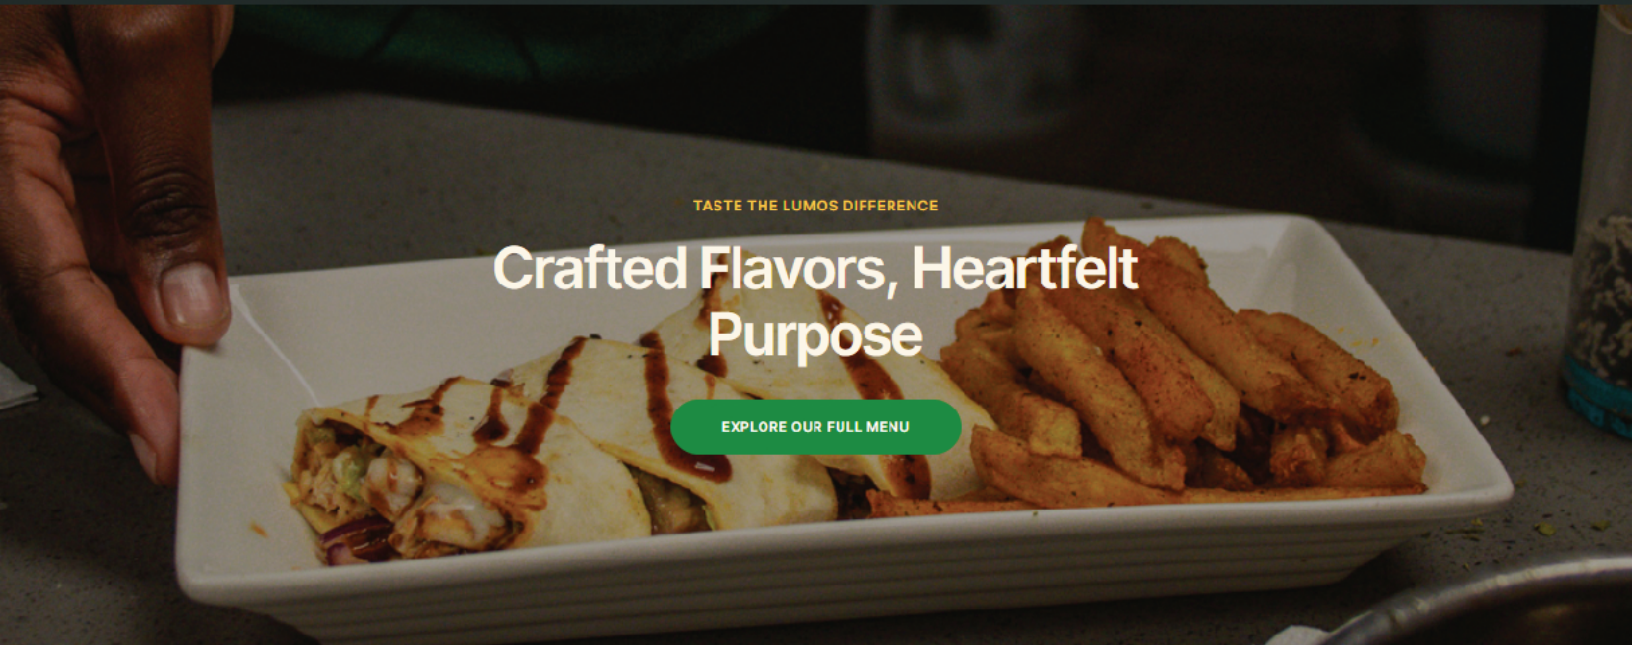 TASTE THE LUMOS DIFFERENCE
Crafted Flavors, Heartfelt
Purpose
EXPLORE OUR FULL MENU